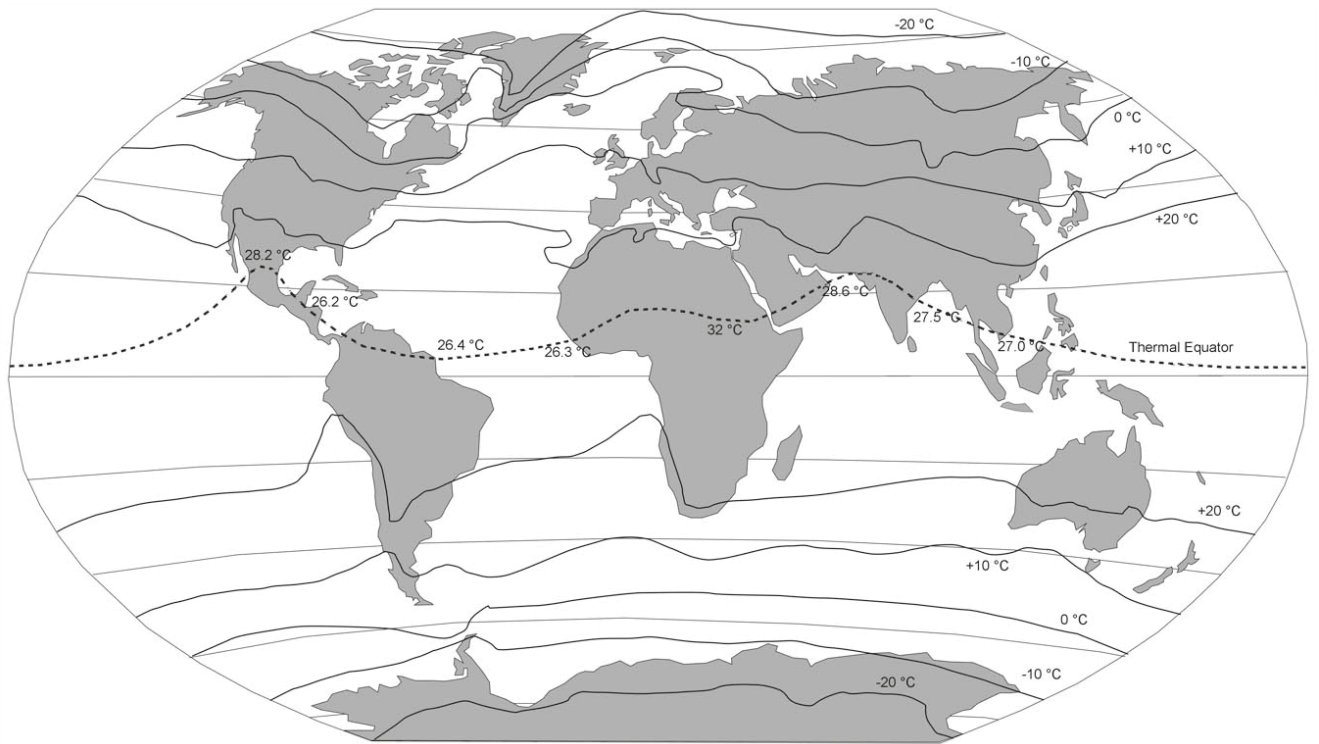 -20 °C
-10 °C
0 °C
+10 °C
+20 °C
28.2 °C
26.2 °C
28.6 °C
27.5 °C
32 °C
26.4 °C
26.3 °C
27.0 °C
Thermal Equator
+20 °C
+10 °C
0 °C
-10 °C
-20 °C